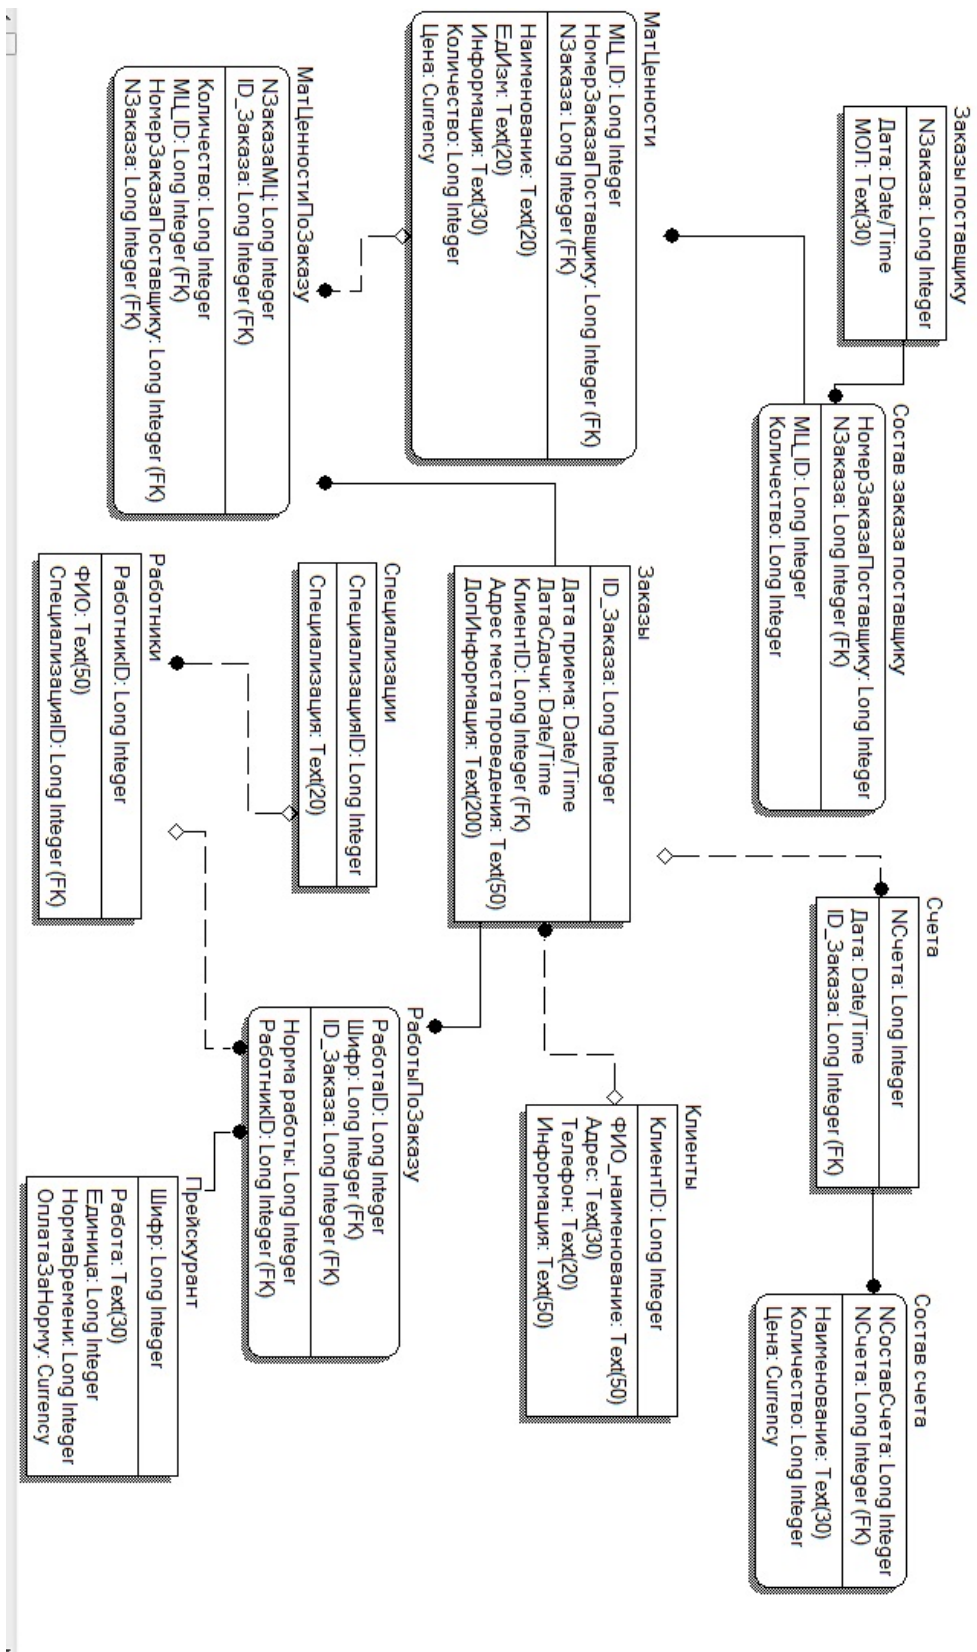 Заказы поставщику
NЗаказа: Long Integer
Дата: Date/Time
МОЛ: Text(30)
Состав заказа поставщику
НомерЗаказаПоставщику: Long Integer
NЗаказа: Long Integer (FK)
МЦ_ID: Long Integer
Количество: Long Integer
Счета
NСчета: Long Integer
Дата: Date/Time
ID_Заказа: Long Integer (FK)
Состав счета
NСоставСчета: Long Integer
NСчета: Long Integer (FK)
Наименование: Text(30)
Количество: Long Integer
Цена: Currency
МатЦенности
МЦ_ID: Long Integer
НомерЗаказаПоставщику: Long Integer (FK)
NЗаказа: Long Integer (FK)
Наименование: Text(20)
ЕдИзм: Text(20)
Информация: Text(30)
Количество: Long Integer
Цена: Currency
Заказы
ID_Заказа: Long Integer
Дата приема: Date/Time
ДатаСдачи: Date/Time
КлиентID: Long Integer (FK)
Адрес места проведения: Text(50)
ДопИнформация: Text(200)
Клиенты
КлиентID: Long Integer
ФИО_наименование: Text(50)
Адрес: Text(30)
Телефон: Text(20)
Информация: Text(50)
МатЦенностиПоЗаказу
NЗаказаМЦ: Long Integer
ID_Заказа: Long Integer (FK)
Количество: Long Integer
МЦ_ID: Long Integer (FK)
НомерЗаказаПоставщику: Long Integer (FK)
NЗаказа: Long Integer (FK)
Специализации
СпециализацияID: Long Integer
Специализация: Text(20)
РаботыПоЗаказу
РаботаID: Long Integer
Шифр: Long Integer (FK)
ID_Заказа: Long Integer (FK)
Норма работы: Long Integer
РаботникID: Long Integer (FK)
Работники
РаботникID: Long Integer
ФИО: Text(50)
СпециализацияID: Long Integer (FK)
Прейскурант
Шифр: Long Integer
Работа: Text(30)
Единица: Long Integer
НормаВремени: Long Integer
ОплатаЗаНорму: Currency